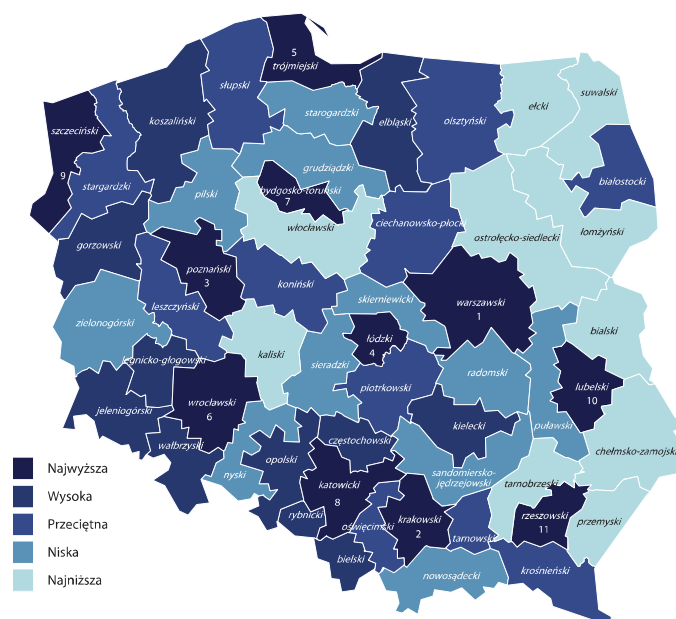 5
trójmiejski
słupski
koszaliński
szczeciński
9
stargardzki
starogardzki
elbląski
olsztyński
ełcki
suwalski
białostocki
grudziądzki
bydgosko-toruński
7
pilski
włocławski
ciechanowsko-płocki
ostrołęcko-siedlecki
łomżyński
gorzowski
poznański
3
koniński
leszczyński
skierniewicki
warszawski
1
zielonogórski
łódzki
4
bialski
legnicko-głogowski
kaliski
sieradzki
piotrkowski
radomski
lubelski
10
wrocławski
6
jeleniogórski
puławski
kielecki
częstochowski
wałbrzyski
chełmsko-zamojski
opolski
nyski
katowicki
8
sandomiersko-
jędrzejowski
tarnobrzeski
rybnicki
oświęcimski
krakowski
2
rzeszowski
11
przemyski
tarnowski
bielski
nowosądecki
krośnieński
Najwyższa
Wysoka
Przeciętna
Niska
Najniższa